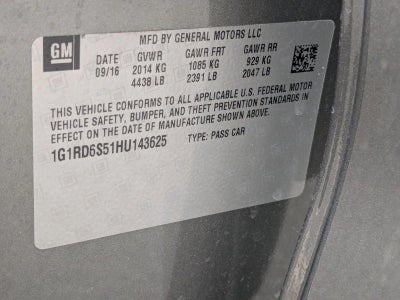 GM
MFD BY GENERAL MOTORS LLC
DATE GVWR GAWR FRT GAWR RR
09/16 2014 KG 1085 KG 929 KG
4438 LB 2391 LB 2047 LB
THIS VEHICLE CONFORMS TO ALL APPLICABLE U.S. FEDERAL MOTOR
VEHICLE SAFETY, BUMPER, AND THEFT PREVENTION STANDARDS IN
EFFECT ON THE DATE OF MANUFACTURE SHOWN ABOVE.
1G1RD6S51HU143625 TYPE: PASS CAR